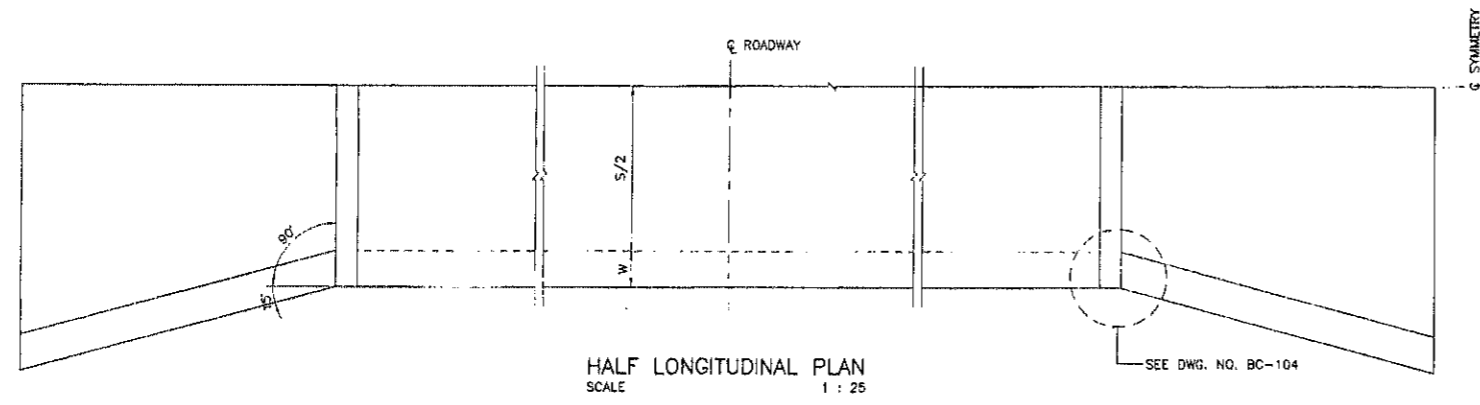 ℄ SYMMETRY
℄ ROADWAY
S/2
90°
W
15°
SEE DWG. NO. BC-104
HALF LONGITUDINAL PLAN
SCALE 1 : 25